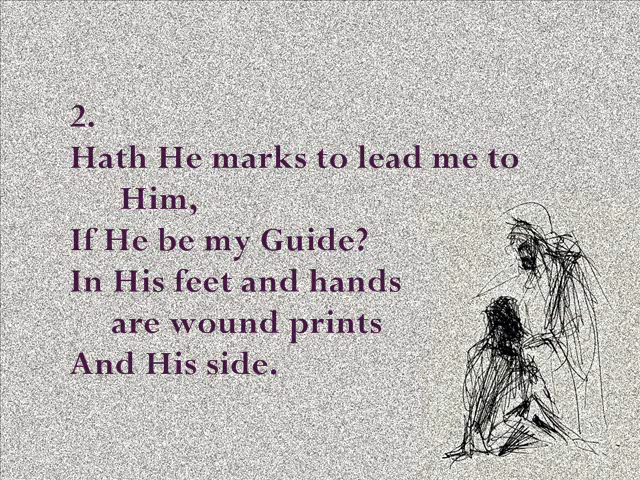 2.
Hath He marks to lead me to
Him,
If He be my Guide?
In His feet and hands
are wound prints
And His side.